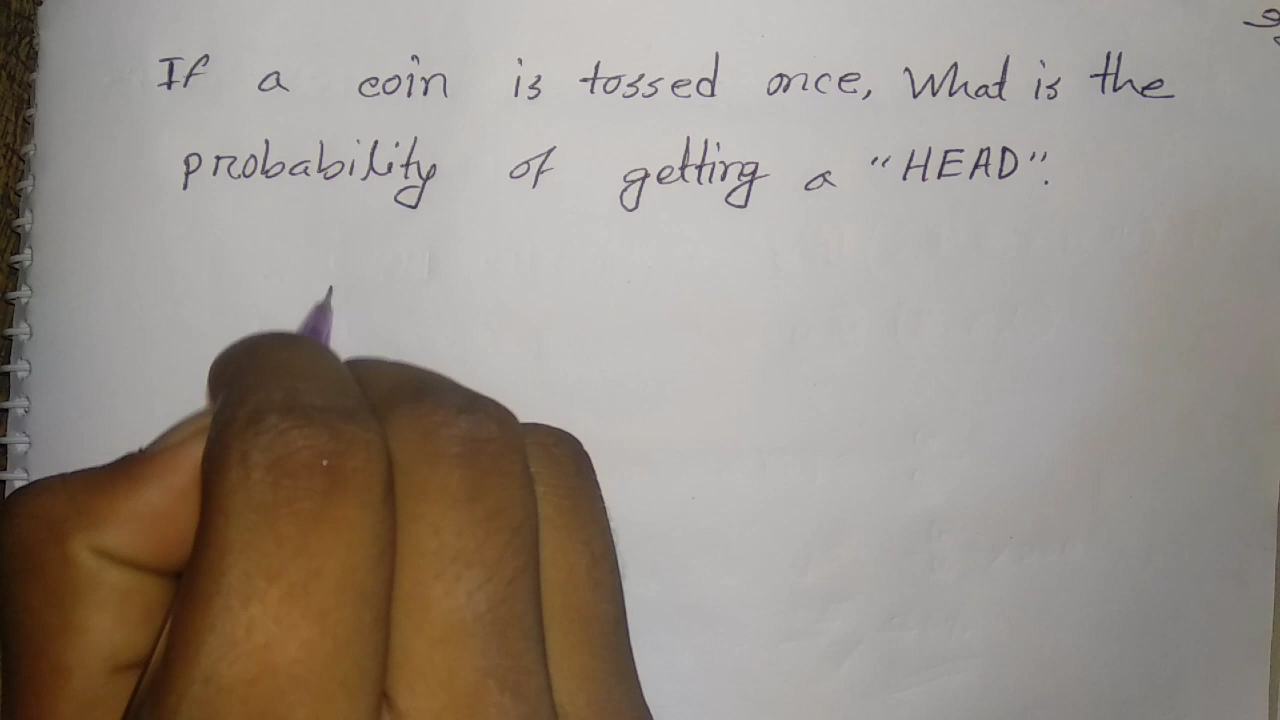 If a coin is tossed once, What is the
probability of getting a "HEAD".